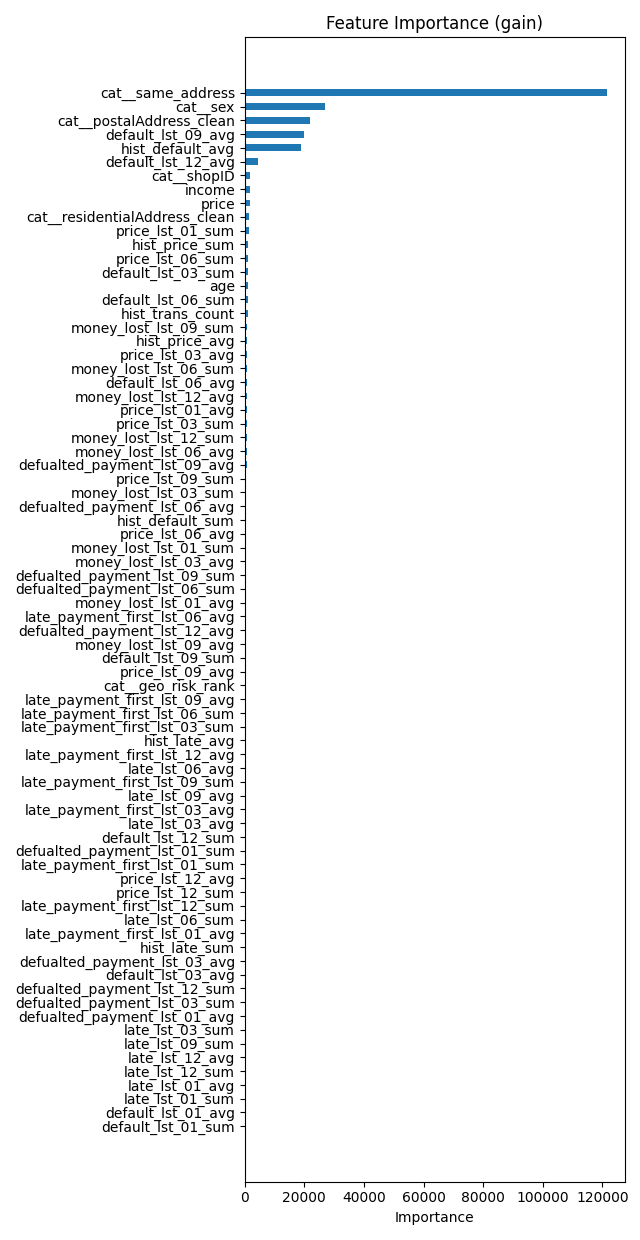 Feature Importance (gain)
cat__same_address
cat__sex
cat__postalAddress_clean
default_lst_09_avg
hist_default_avg
default_lst_12_avg
cat__shopID
income
price
cat__residentialAddress_clean
price_lst_01_sum
hist_price_sum
price_lst_06_sum
default_lst_03_sum
age
default_lst_06_sum
hist_trans_count
money_lost_lst_09_sum
hist_price_avg
price_lst_03_avg
money_lost_lst_06_sum
default_lst_06_avg
money_lost_lst_12_avg
price_lst_01_avg
price_lst_03_sum
money_lost_lst_12_sum
money_lost_lst_06_avg
defualted_payment_lst_09_avg
price_lst_09_sum
money_lost_lst_03_sum
defualted_payment_lst_06_avg
hist_default_sum
price_lst_06_avg
money_lost_lst_01_sum
money_lost_lst_03_avg
defualted_payment_lst_09_sum
defualted_payment_lst_06_sum
money_lost_lst_01_avg
late_payment_first_lst_06_avg
defualted_payment_lst_12_avg
money_lost_lst_09_avg
default_lst_09_sum
price_lst_09_avg
cat__geo_risk_rank
late_payment_first_lst_09_avg
late_payment_first_lst_06_sum
late_payment_first_lst_03_sum
hist_late_avg
late_payment_first_lst_12_avg
late_lst_06_avg
late_payment_first_lst_09_sum
late_lst_09_avg
late_payment_first_lst_03_avg
late_lst_03_avg
default_lst_12_sum
defualted_payment_lst_01_sum
late_payment_first_lst_01_sum
price_lst_12_avg
price_lst_12_sum
late_payment_first_lst_12_sum
late_lst_06_sum
late_payment_first_lst_01_avg
hist_late_sum
defualted_payment_lst_03_avg
default_lst_03_avg
defualted_payment_lst_12_sum
defualted_payment_lst_03_sum
defualted_payment_lst_01_avg
late_lst_03_sum
late_lst_09_sum
late_lst_12_avg
late_lst_12_sum
late_lst_01_avg
late_lst_01_sum
default_lst_01_avg
default_lst_01_sum
0 20000 40000 60000 80000 100000 120000
Importance